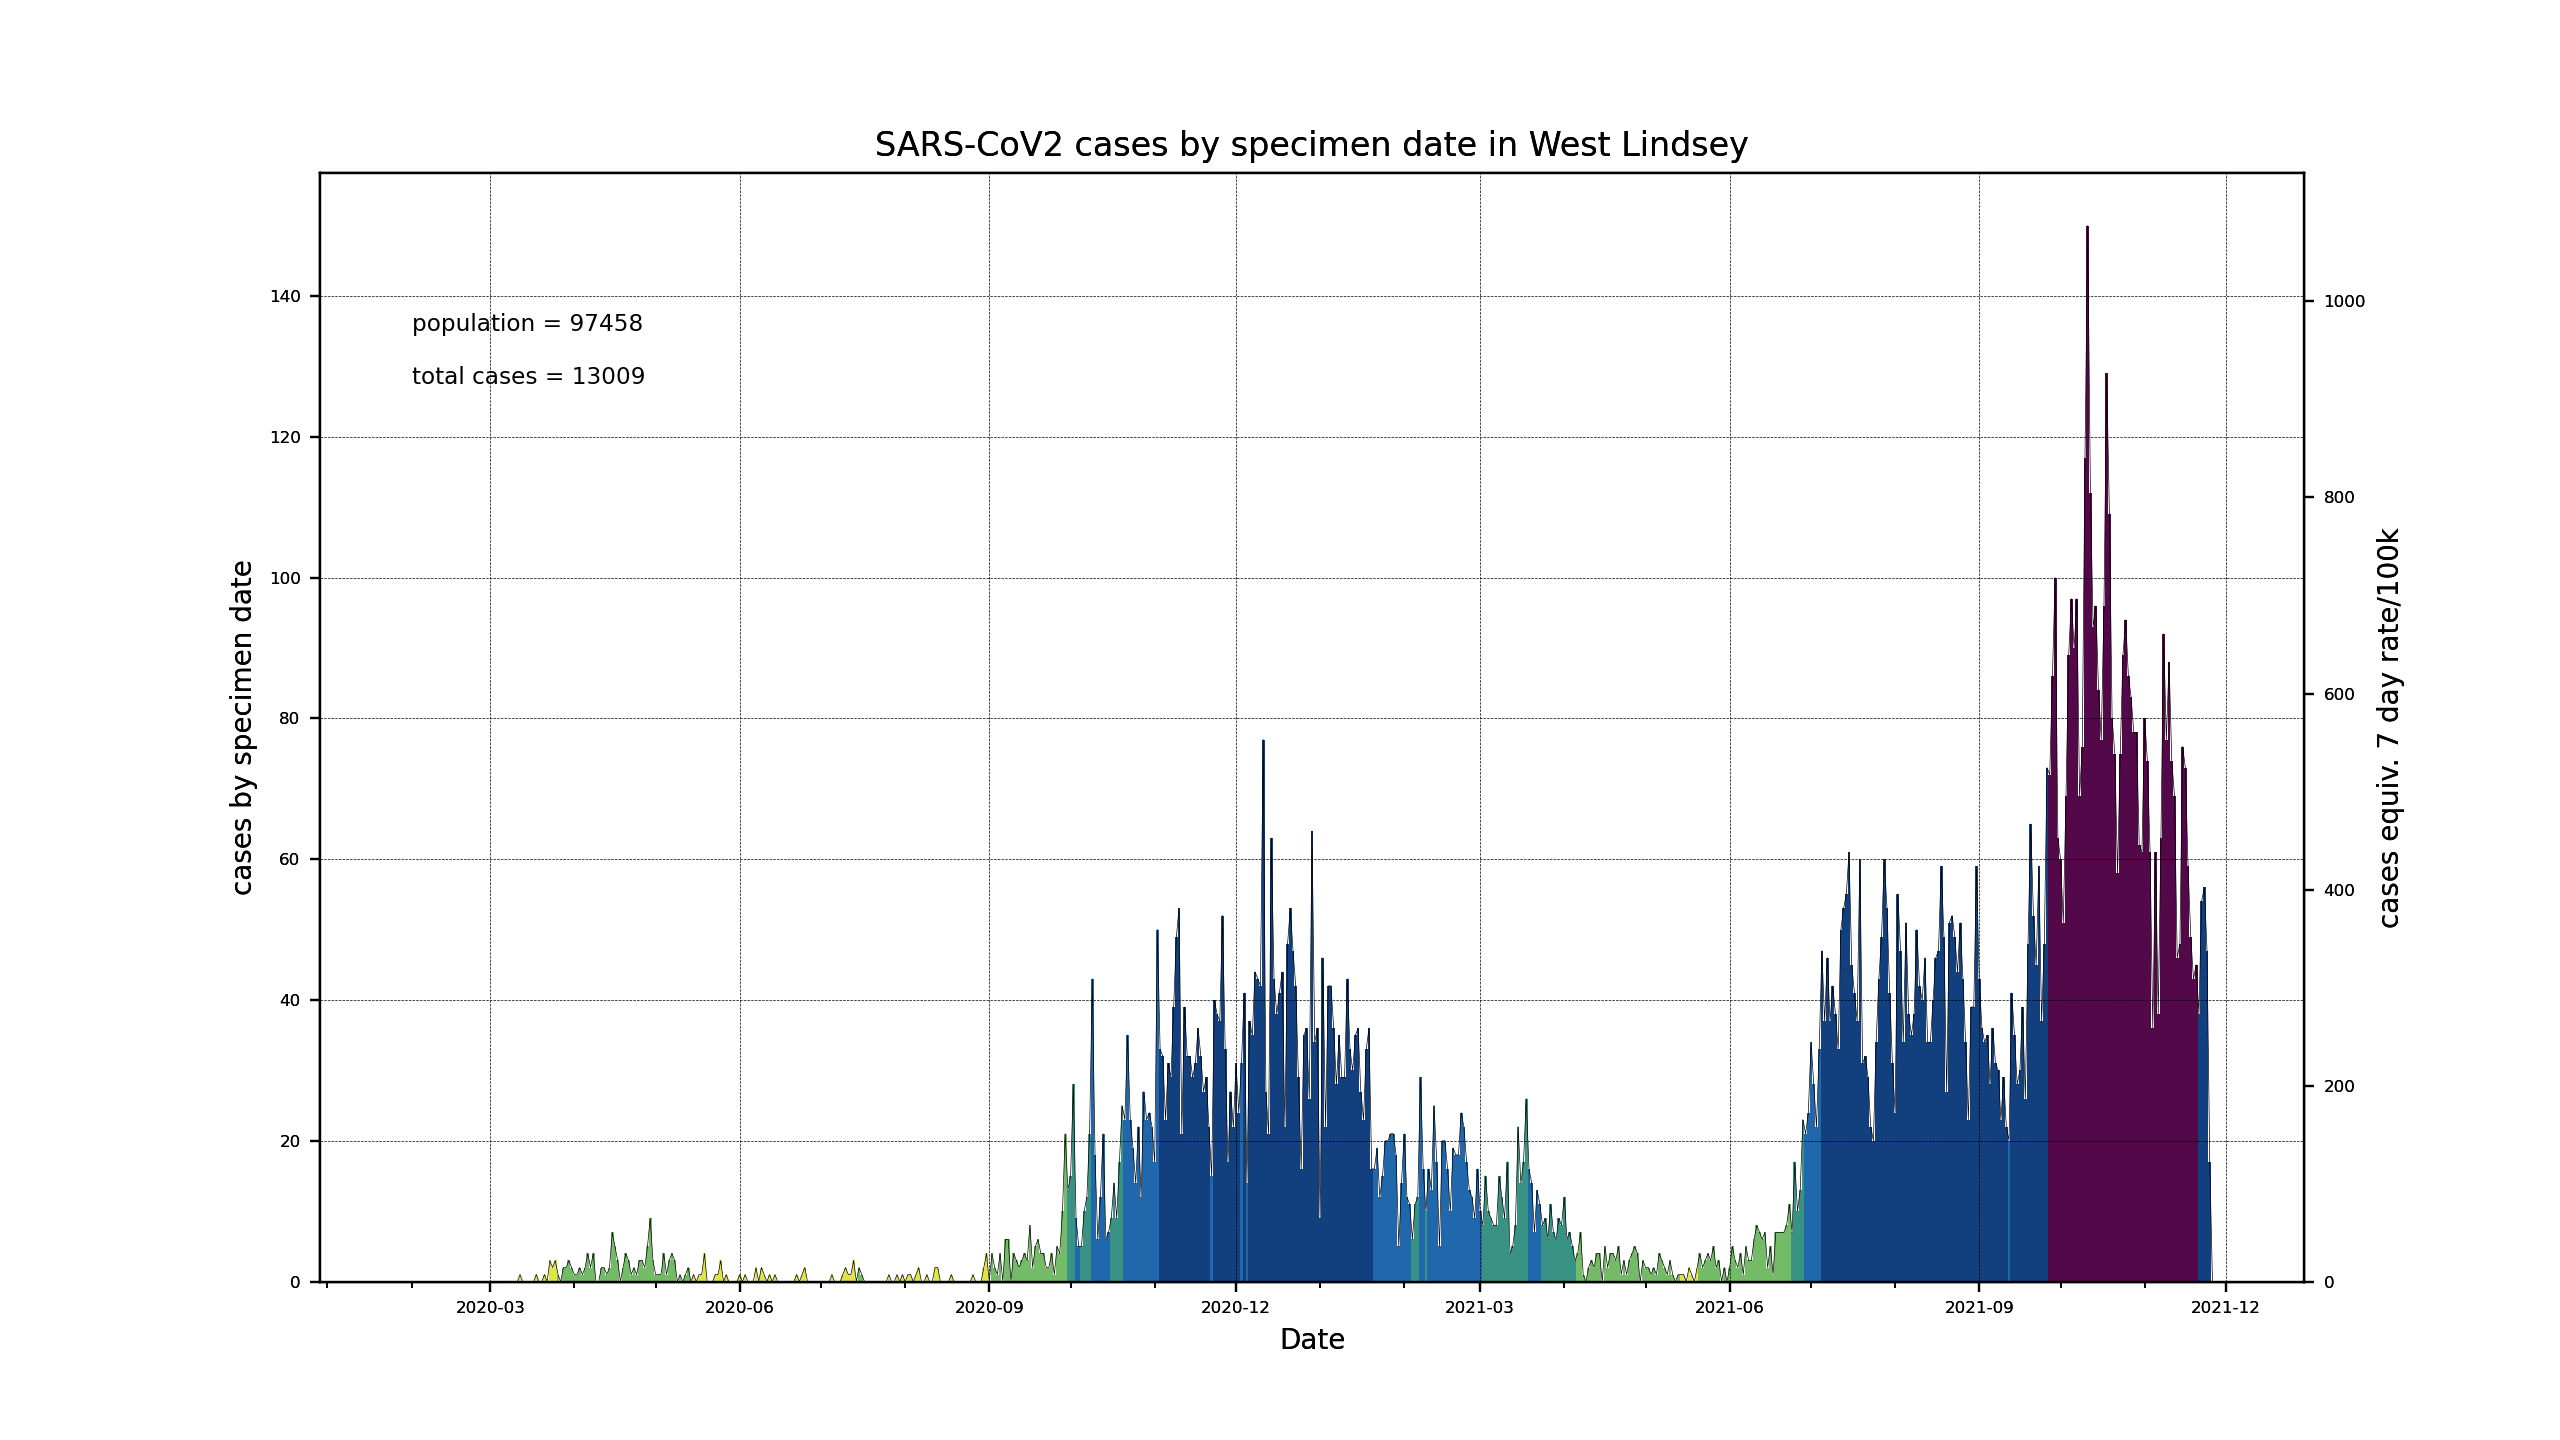 SARS-CoV2 cases by specimen date in West Lindsey
population = 97458
total cases = 13009
cases by specimen date
140
120
100
80
60
40
20
0
1000
800
600
400
200
0
cases equiv. 7 day rate/100k
2020-03 2020-06 2020-09 2020-12 2021-03 2021-06 2021-09 2021-12
Date